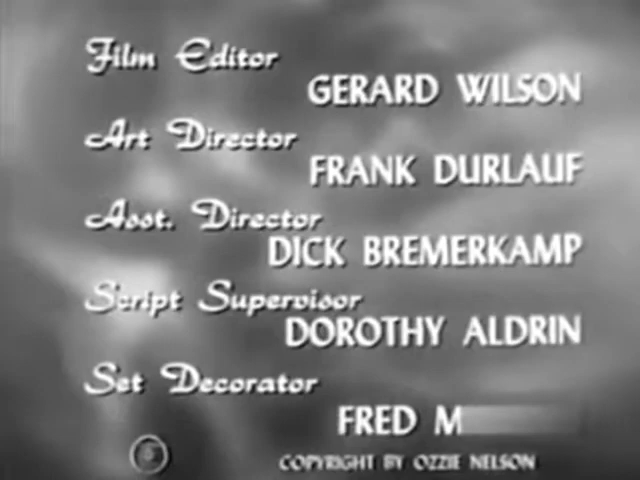 Film Editor
GERARD WILSON
Art Director
FRANK DURLAUF
Asst. Director
DICK BREMERKAMP
Script Supervisor
DOROTHY ALDRIN
Set Decorator
FRED M
COPYRIGHT BY OZZIE NELSON